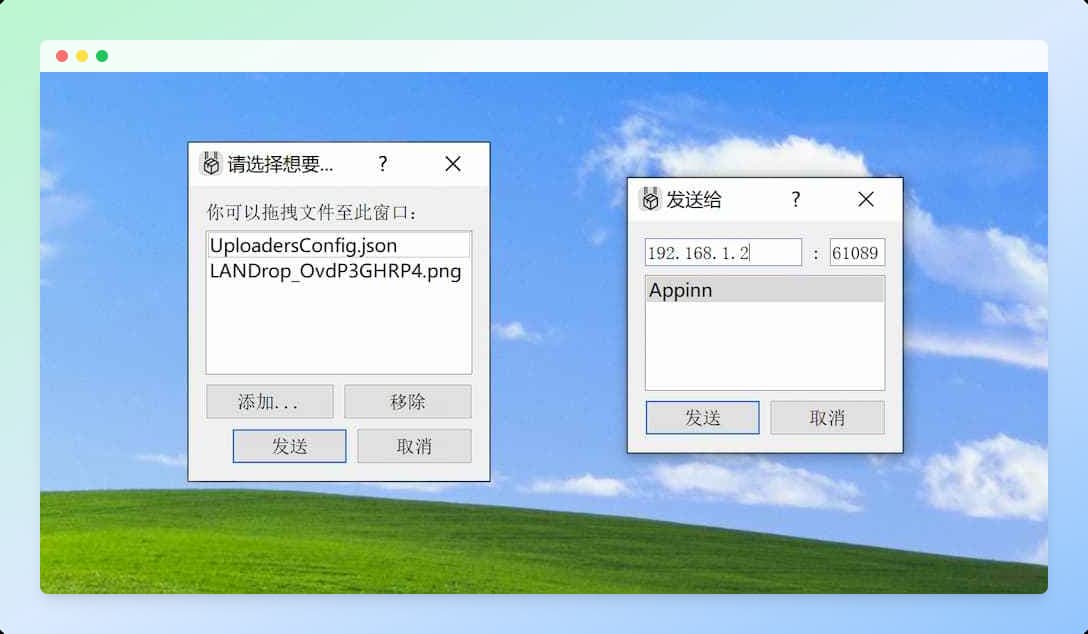 请选择想要...
?
你可以拖拽文件至此窗口:
UploadersConfig.json
LANDrop_OvdP3GHRP4.png
添加...
移除
发送
取消
发送给
?
192.168.1.2 : 61089
Appinn
发送
取消